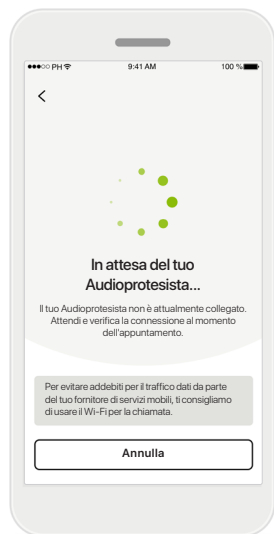 ●●●○○ PH 9:41 AM 100 %
In attesa del tuo
Audioprotesista...
Il tuo Audioprotesista non è attualmente collegato.
Attendi e verifica la connessione al momento
dell'appuntamento.
Per evitare addebiti per il traffico dati da parte
del tuo fornitore di servizi mobili, ti consigliamo
di usare il Wi-Fi per la chiamata.
Annulla